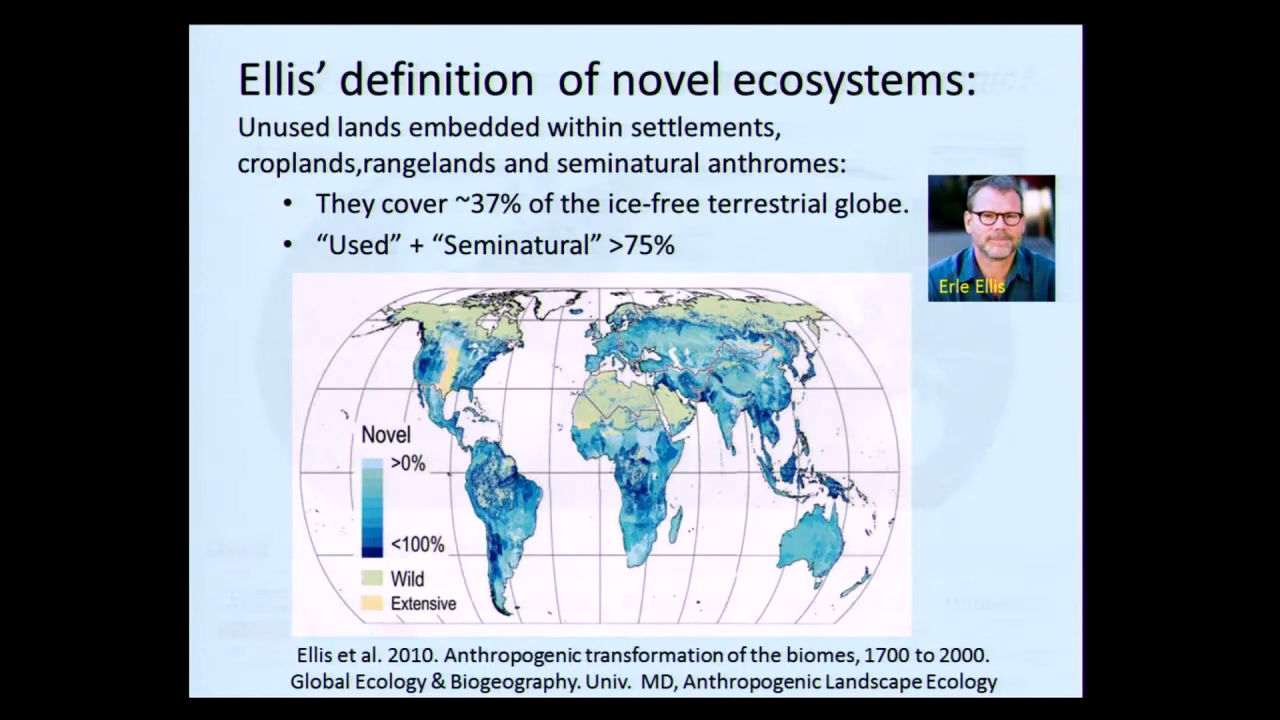 Ellis’ definition  of novel ecosystems:
Unused lands embedded within settlements,
croplands,rangelands and seminatural anthromes:
• They cover ~37% of the ice-free terrestrial globe.
• “Used” + “Seminatural” >75%
Erle Ellis
Novel
>0%
<100%
Wild
Extensive
Ellis et al. 2010. Anthropogenic transformation of the biomes, 1700 to 2000.
Global Ecology & Biogeography. Univ.  MD, Anthropogenic Landscape Ecology